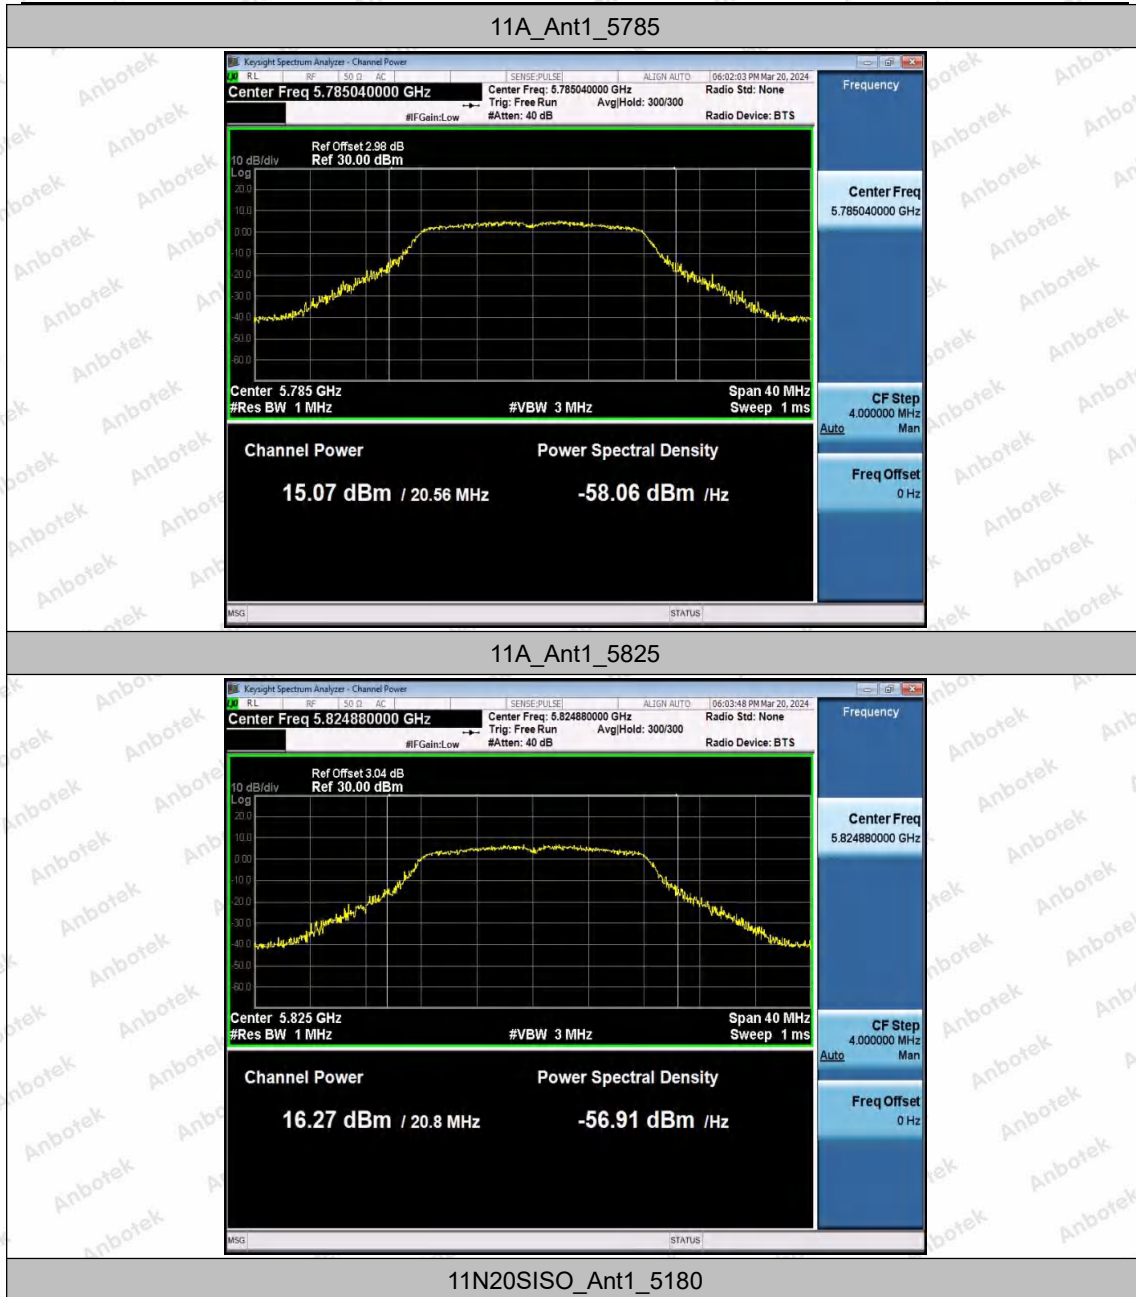 11A_Ant1_5785
Keysight Spectrum Analyzer - Channel Power
RL RF 50 Ω AC SENSE:PULSE ALIGN AUTO 06:02:03 PM Mar 20, 2024
Center Freq 5.785040000 GHz Center Freq: 5.785040000 GHz Radio Std: None Frequency
Trig: Free Run Avg|Hold: 300/300
#IFGain:Low #Atten: 40 dB Radio Device: BTS
Ref Offset 2.98 dB
10 dB/div Ref 30.00 dBm
Log
20.0
10.0
0.00
-10.0
-20.0
-30.0
-40.0
-50.0
-60.0
Center Freq
5.785040000 GHz
Center 5.785 GHz Span 40 MHz
#Res BW 1 MHz #VBW 3 MHz Sweep 1 ms
CF Step
4.000000 MHz
Auto Man
Channel Power Power Spectral Density
Freq Offset
0 Hz
15.07 dBm / 20.56 MHz -58.06 dBm /Hz
MSG STATUS
11A_Ant1_5825
Keysight Spectrum Analyzer - Channel Power
RL RF 50 Ω AC SENSE:PULSE ALIGN AUTO 06:03:48 PM Mar 20, 2024
Center Freq 5.824880000 GHz Center Freq: 5.824880000 GHz Radio Std: None Frequency
Trig: Free Run Avg|Hold: 300/300
#IFGain:Low #Atten: 40 dB Radio Device: BTS
Ref Offset 3.04 dB
10 dB/div Ref 30.00 dBm
Log
20.0
10.0
0.00
-10.0
-20.0
-30.0
-40.0
-50.0
-60.0
Center Freq
5.824880000 GHz
Center 5.825 GHz Span 40 MHz
#Res BW 1 MHz #VBW 3 MHz Sweep 1 ms
CF Step
4.000000 MHz
Auto Man
Channel Power Power Spectral Density
Freq Offset
0 Hz
16.27 dBm / 20.8 MHz -56.91 dBm /Hz
MSG STATUS
11N20SISO_Ant1_5180
Anbotek